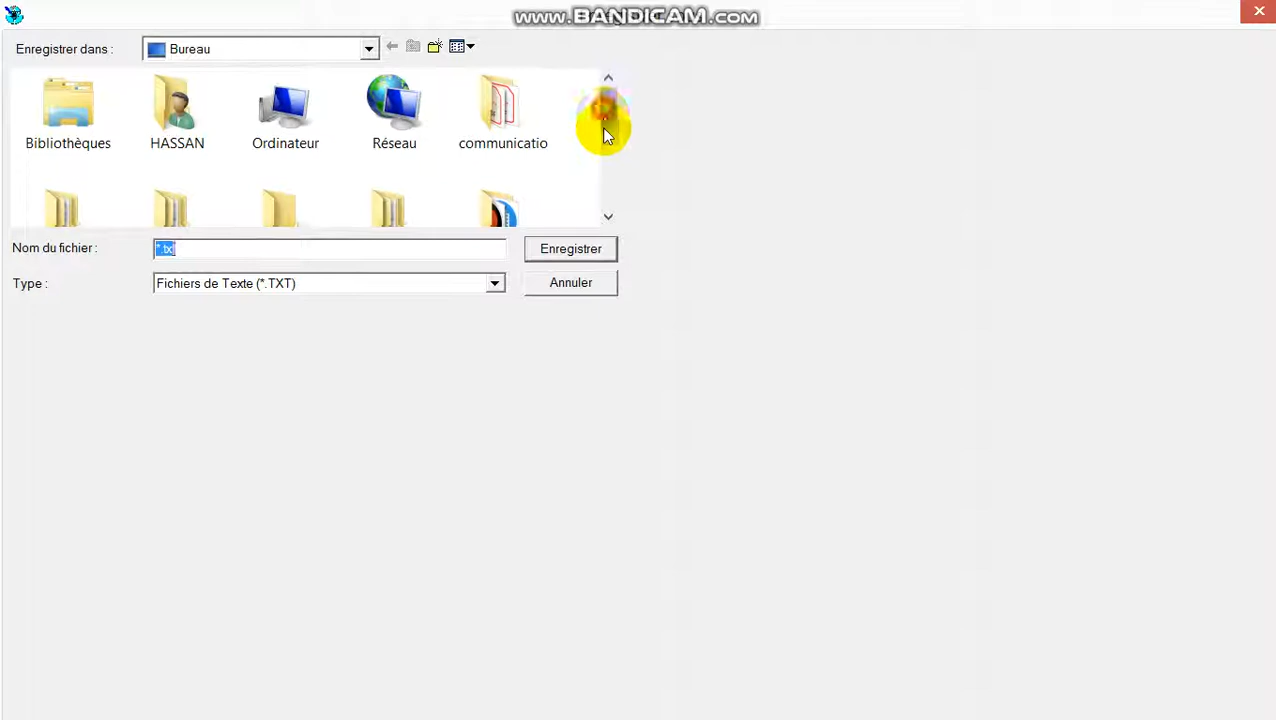 www.BANDICAM.com
Enregistrer dans :
Bureau
Bibliothèques
HASSAN
Ordinateur
Réseau
communicatio
Nom du fichier :
*.txt
Enregistrer
Type :
Fichiers de Texte (*.TXT)
Annuler